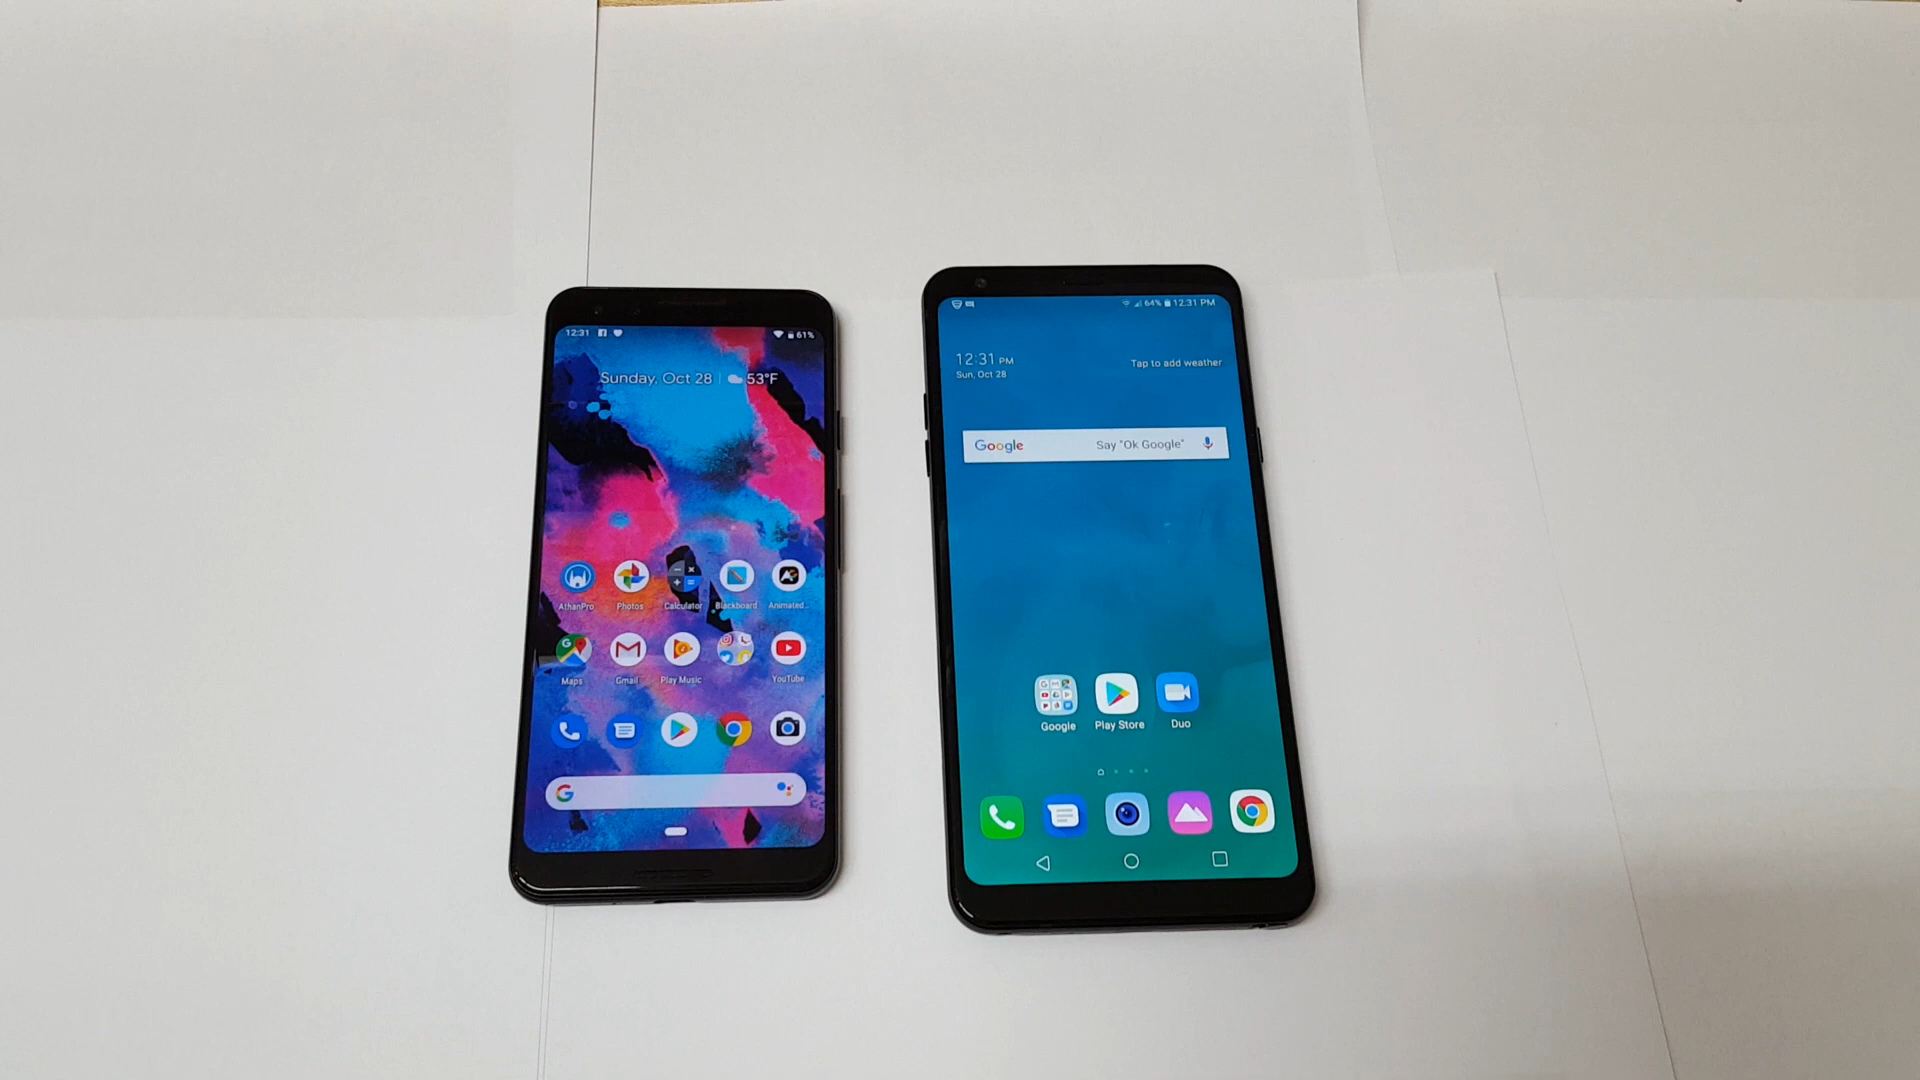 12:31
61%
Sunday, Oct 28 | 53°F
AthanPro Photos Calculator Blackboard Animated...
Maps Gmail Play Music YouTube
G
64% 12:31 PM
12:31 PM
Sun, Oct 28
Tap to add weather
Google Say "Ok Google"
Google Play Store Duo